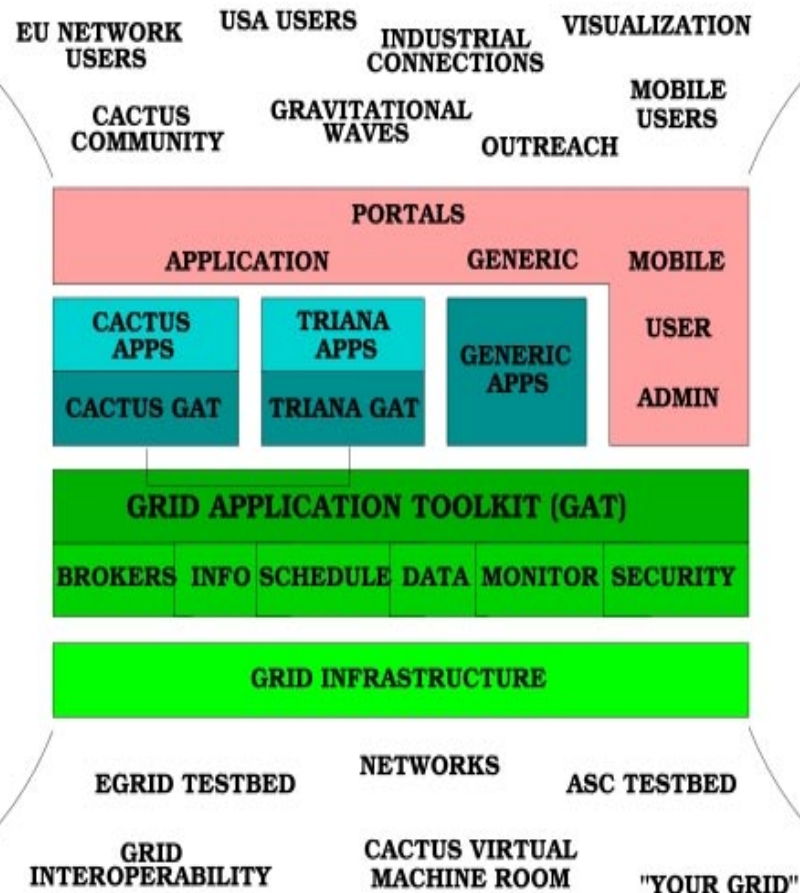 EU NETWORK
USERS
USA USERS
INDUSTRIAL
CONNECTIONS
VISUALIZATION
CACTUS
COMMUNITY
GRAVITATIONAL
WAVES
OUTREACH
MOBILE
USERS
PORTALS
APPLICATION
GENERIC
MOBILE
USER
ADMIN
CACTUS
APPS
CACTUS GAT
TRIANA
APPS
TRIANA GAT
GENERIC
APPS
GRID APPLICATION TOOLKIT (GAT)
BROKERS
INFO
SCHEDULE
DATA
MONITOR
SECURITY
GRID INFRASTRUCTURE
EGRID TESTBED
NETWORKS
ASC TESTBED
GRID
INTEROPERABILITY
CACTUS VIRTUAL
MACHINE ROOM
"YOUR GRID"